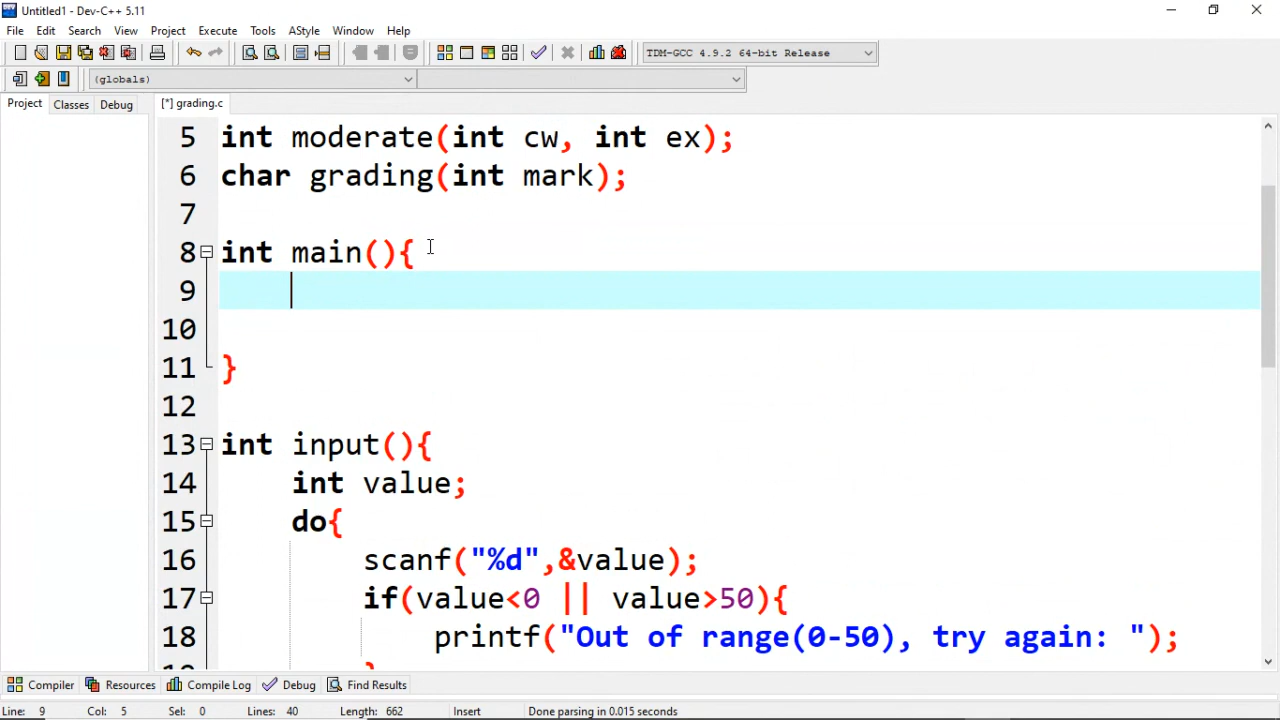 Untitled1 - Dev-C++ 5.11
File Edit Search View Project Execute Tools AStyle Window Help
TDM-GCC 4.9.2 64-bit Release
(globals)
Project Classes Debug [*] grading.c
5 int moderate(int cw, int ex);
6 char grading(int mark);
7
8 int main(){
9
10
11 }
12
13 int input(){
14 int value;
15 do{
16 scanf("%d",&value);
17 if(value<0 || value>50){
18 printf("Out of range(0-50), try again: ");
Compiler Resources Compile Log Debug Find Results
Line: 9 Col: 5 Sel: 0 Lines: 40 Length: 662 Insert Done parsing in 0.015 seconds